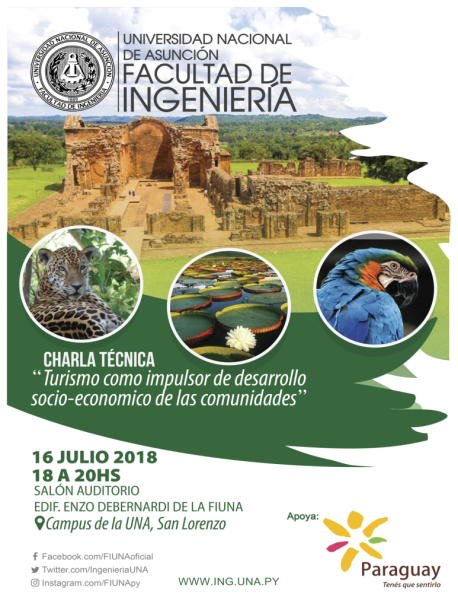 UNIVERSIDAD NACIONAL
DE ASUNCIÓN
FACULTAD DE
INGENIERÍA
UNIVERSIDAD NACIONAL DE ASUNCIÓN
FACULTAD DE INGENIERÍA
CHARLA TÉCNICA
“Turismo como impulsor de desarrollo
socio-economico de las comunidades”
16 JULIO 2018
18 A 20HS
SALÓN AUDITORIO
EDIF. ENZO DEBERNARDI DE LA FIUNA
Campus de la UNA, San Lorenzo
Apoya:
Paraguay
Tenés que sentirlo
Facebook.com/FIUNAoficial
Twitter.com/IngenieriaUNA
Instagram.com/FIUNApy
WWW.ING.UNA.PY